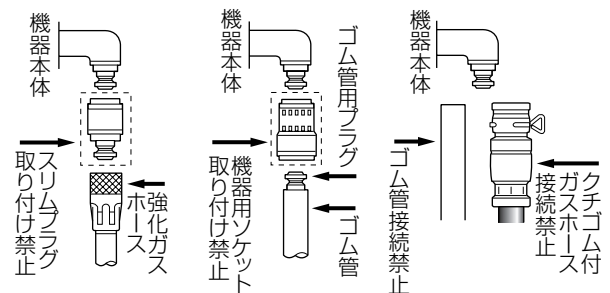 機器本体
スリムプラグ
取り付け禁止
強化ガス
ホース
機器本体
ゴム管用プラグ
機器用ソケット
取り付け禁止
ゴム管
機器本体
ゴム管接続禁止
クチゴム付
ガスホース
接続禁止